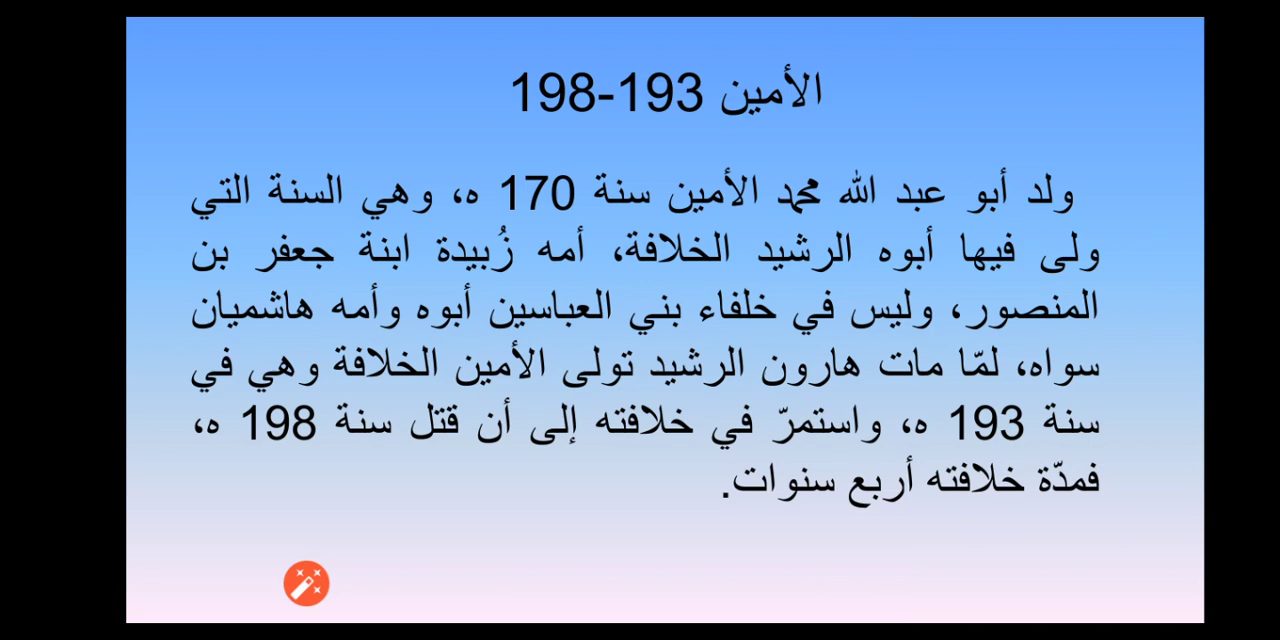 الأمين 193-198
ولد أبو عبد الله محمد الأمين سنة 170 ه، وهي السنة التي
ولى فيها أبوه الرشيد الخلافة، أمه زُبيدة ابنة جعفر بن
المنصور، وليس في خلفاء بني العباسين أبوه وأمه هاشميان
سواه، لمّا مات هارون الرشيد تولى الأمين الخلافة وهي في
سنة 193 ه، واستمرّ في خلافته إلى أن قتل سنة 198 ه،
فمدّة خلافته أربع سنوات.